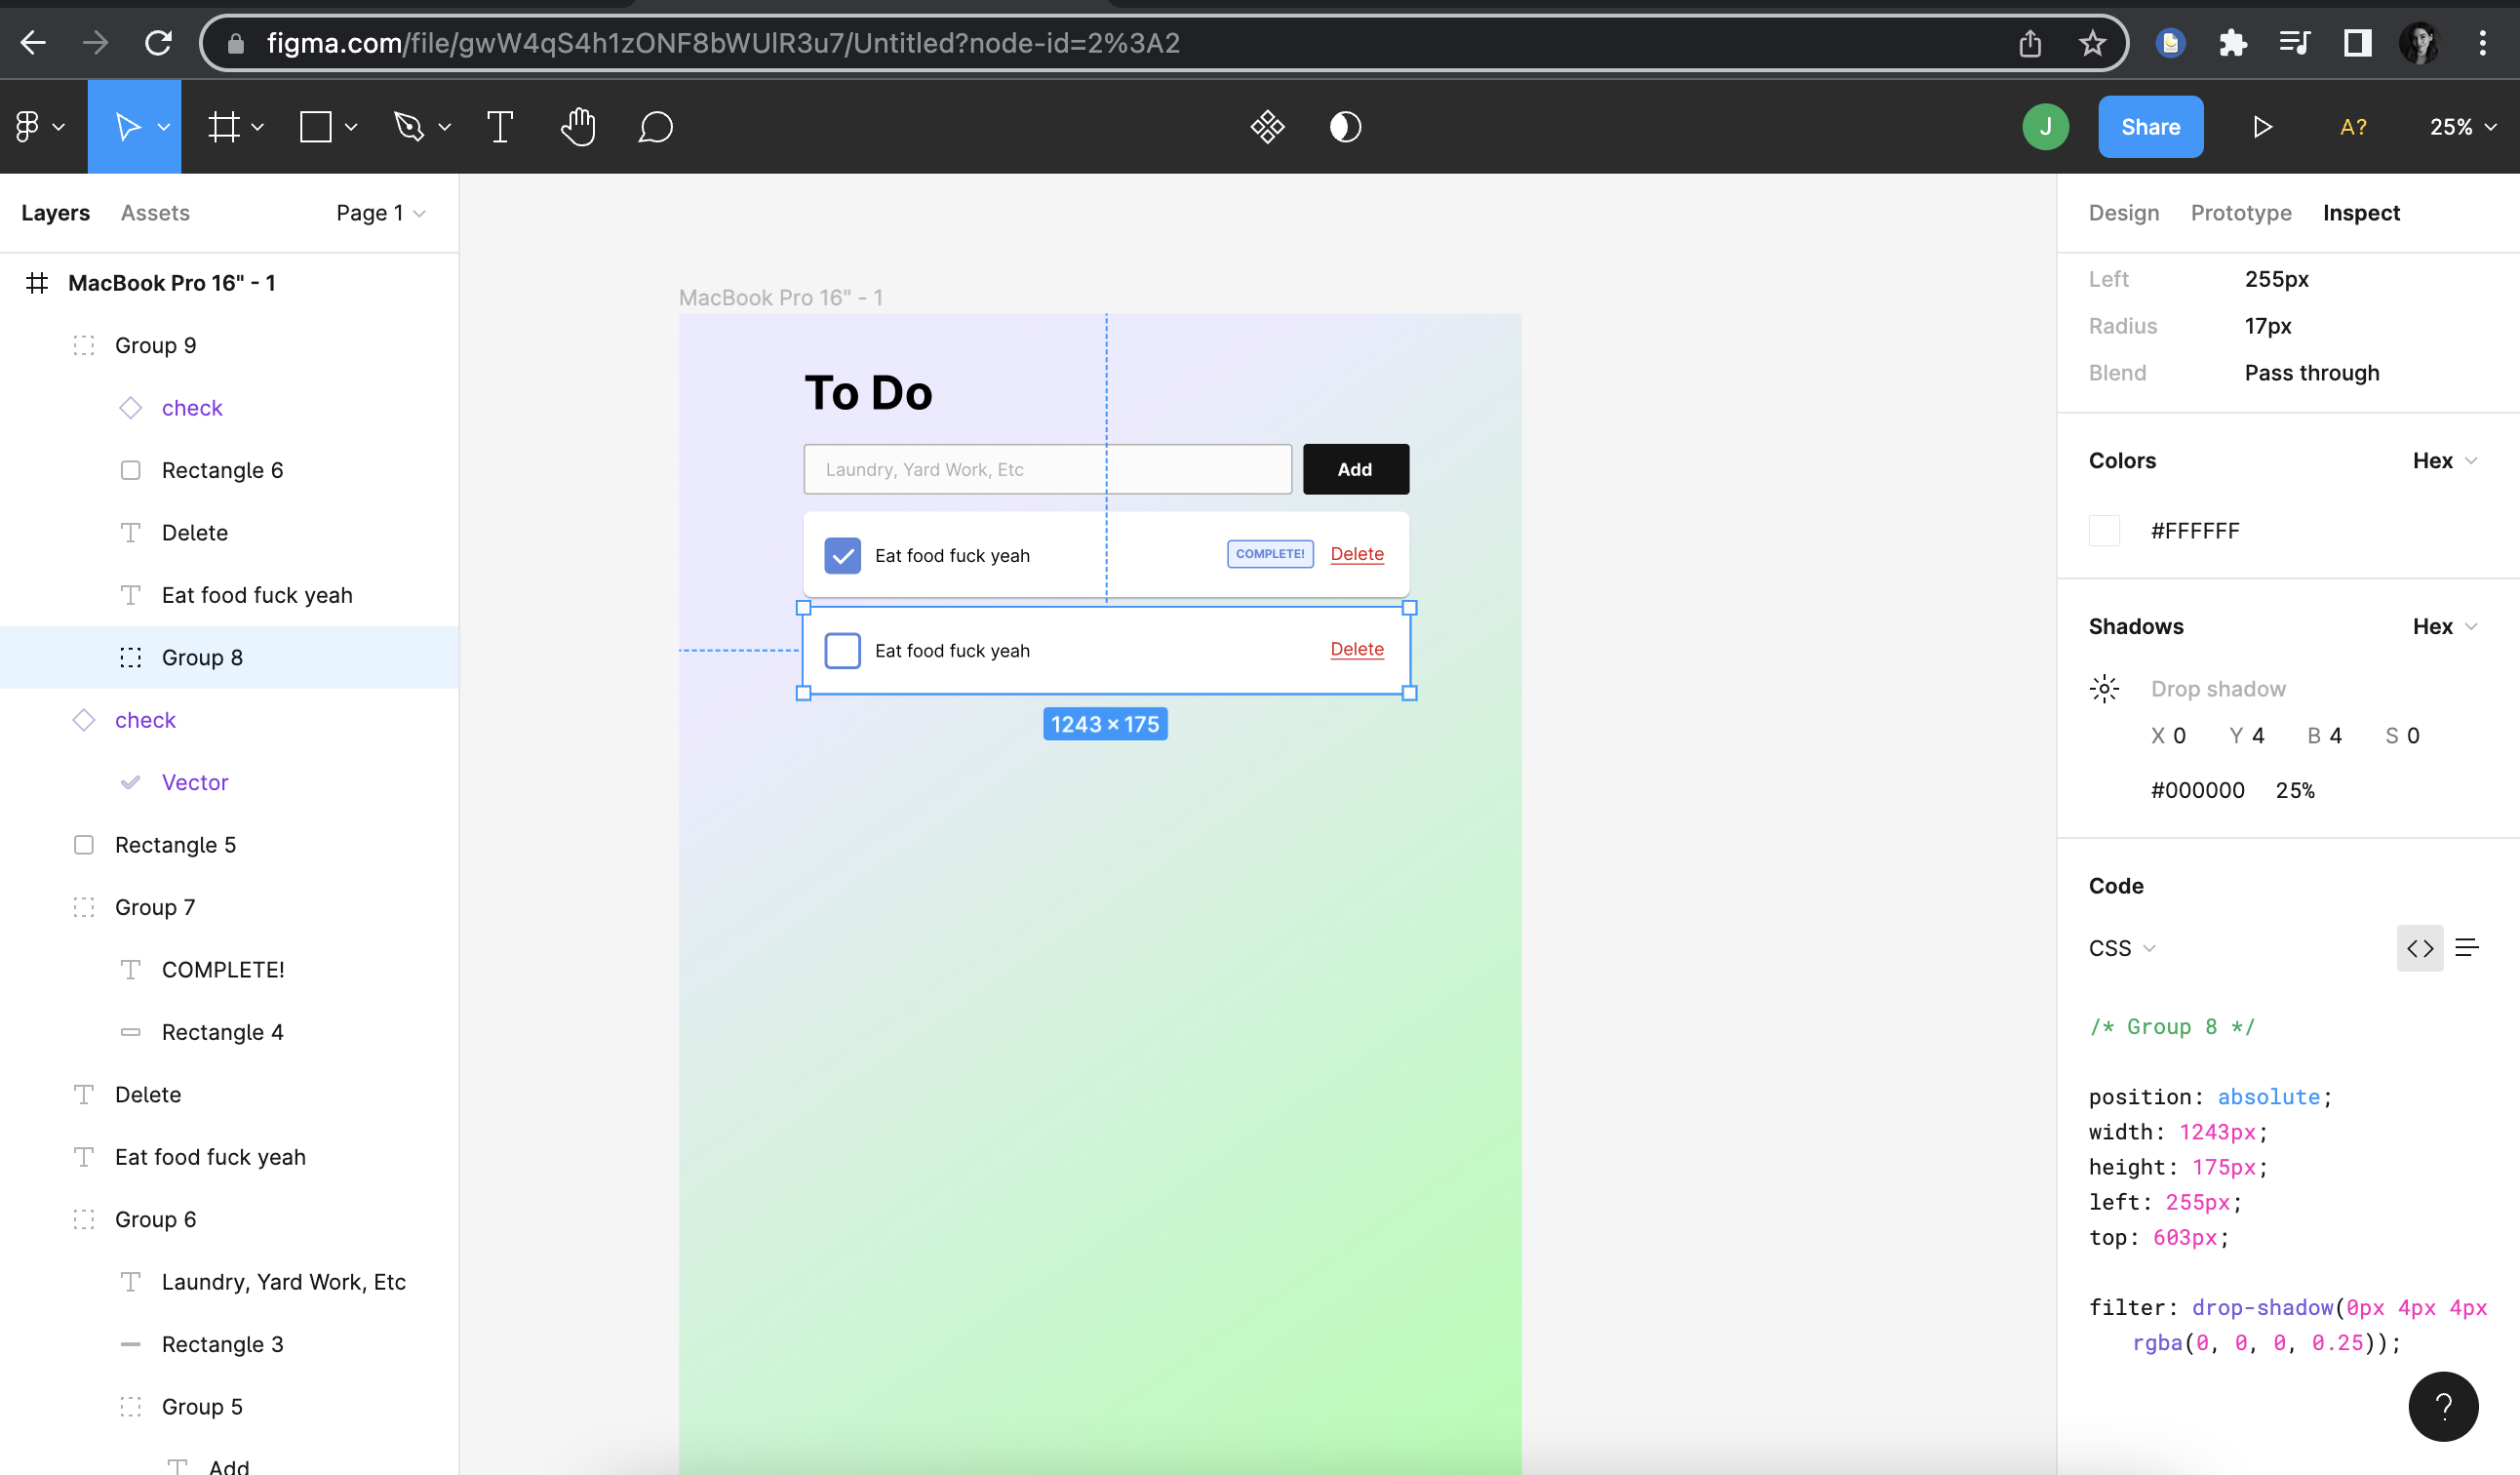 figma.com/file/gwW4qS4h1zONF8bWUlR3u7/Untitled?node-id=2%3A2
J
Share
A?
25%
Layers
Assets
Page 1
MacBook Pro 16" - 1
Group 9
check
Rectangle 6
Delete
Eat food fuck yeah
Group 8
check
Vector
Rectangle 5
Group 7
COMPLETE!
Rectangle 4
Delete
Eat food fuck yeah
Group 6
Laundry, Yard Work, Etc
Rectangle 3
Group 5
Add
MacBook Pro 16" - 1
To Do
Laundry, Yard Work, Etc
Add
Eat food fuck yeah
COMPLETE!
Delete
Eat food fuck yeah
Delete
1243 × 175
Design
Prototype
Inspect
Left 255px
Radius 17px
Blend Pass through
Colors Hex
#FFFFFF
Shadows Hex
Drop shadow
X 0 Y 4 B 4 S 0
#000000 25%
Code
CSS
/* Group 8 */
position: absolute;
width: 1243px;
height: 175px;
left: 255px;
top: 603px;
filter: drop-shadow(0px 4px 4px
rgba(0, 0, 0, 0.25));
?